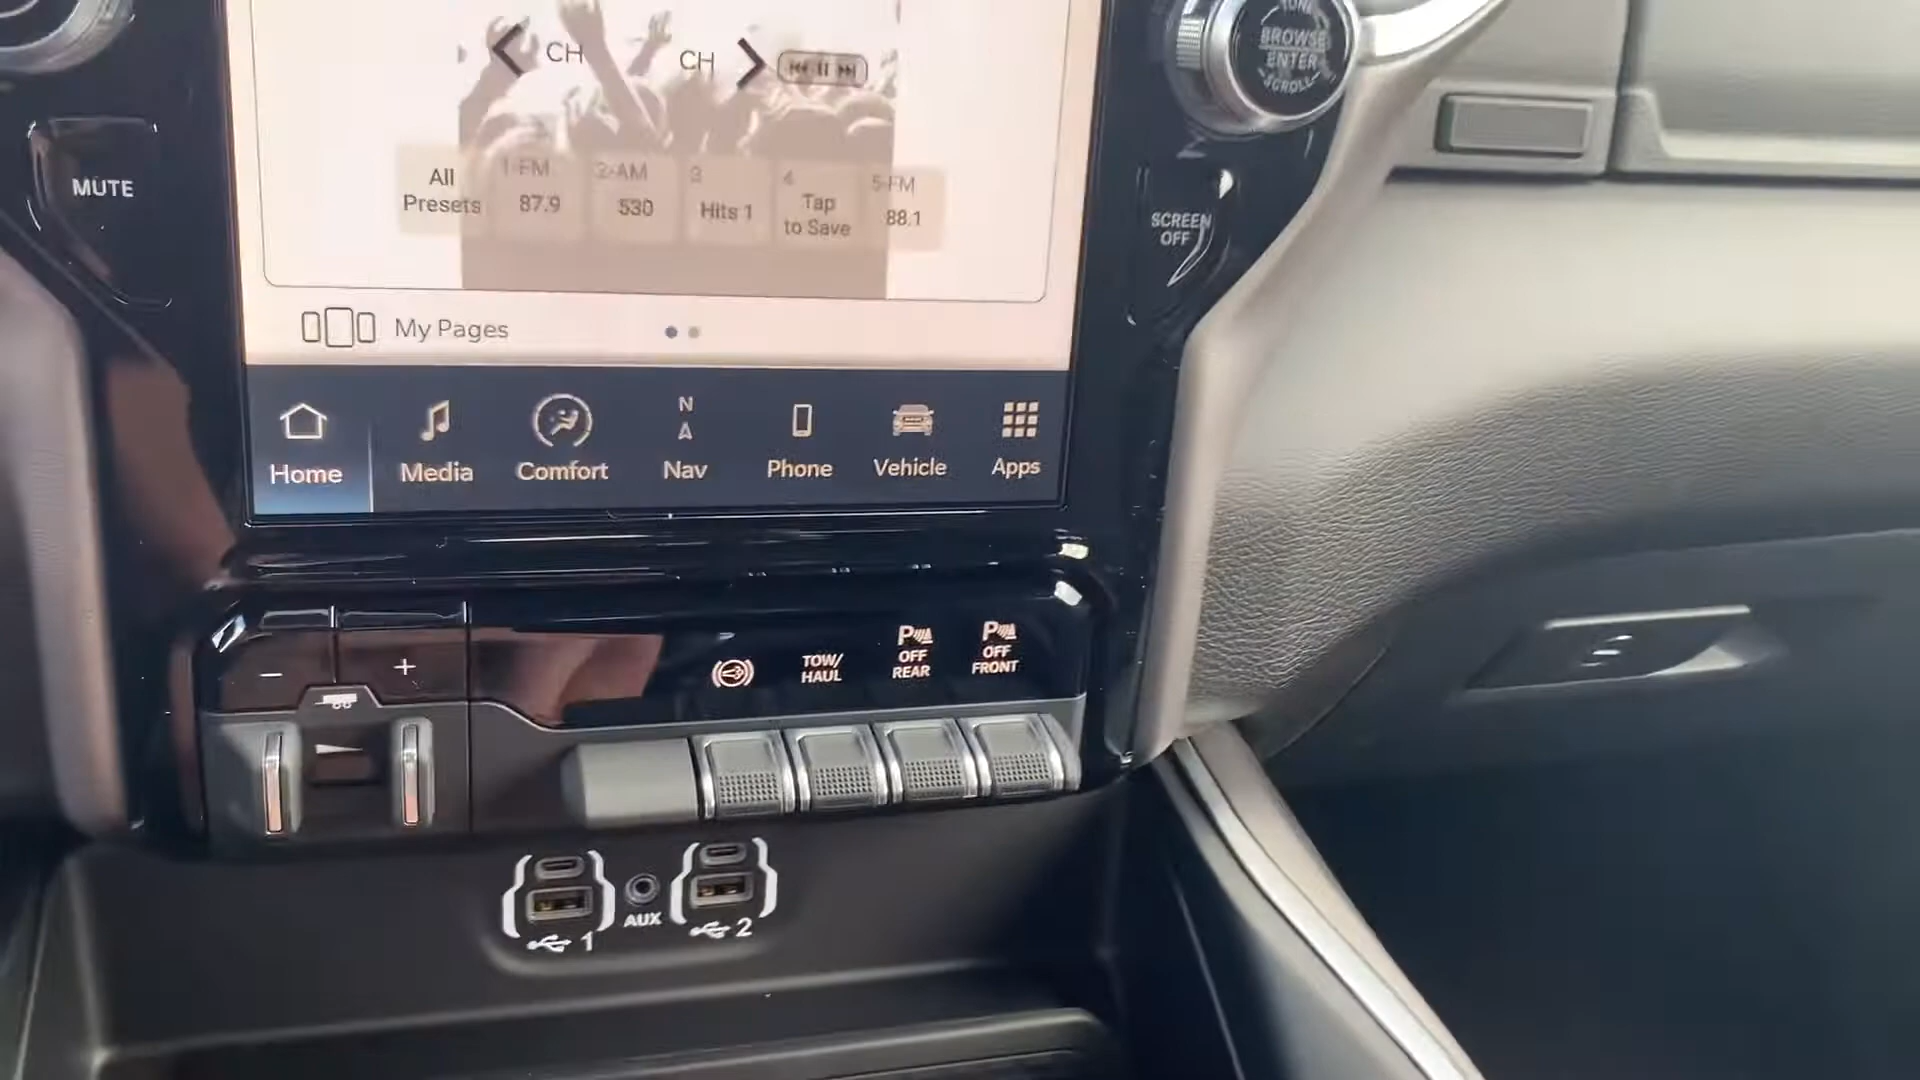 CH CH
TUNE
BROWSE
ENTER
SCROLL
MUTE
All
Presets
1-FM
87.9
2-AM
530
3
Hits 1
4
Tap
to Save
5-FM
88.1
SCREEN
OFF
My Pages
Home Media Comfort Nav Phone Vehicle Apps
N
- +
TOW/
HAUL
P
OFF
REAR
P
OFF
FRONT
1 AUX 2